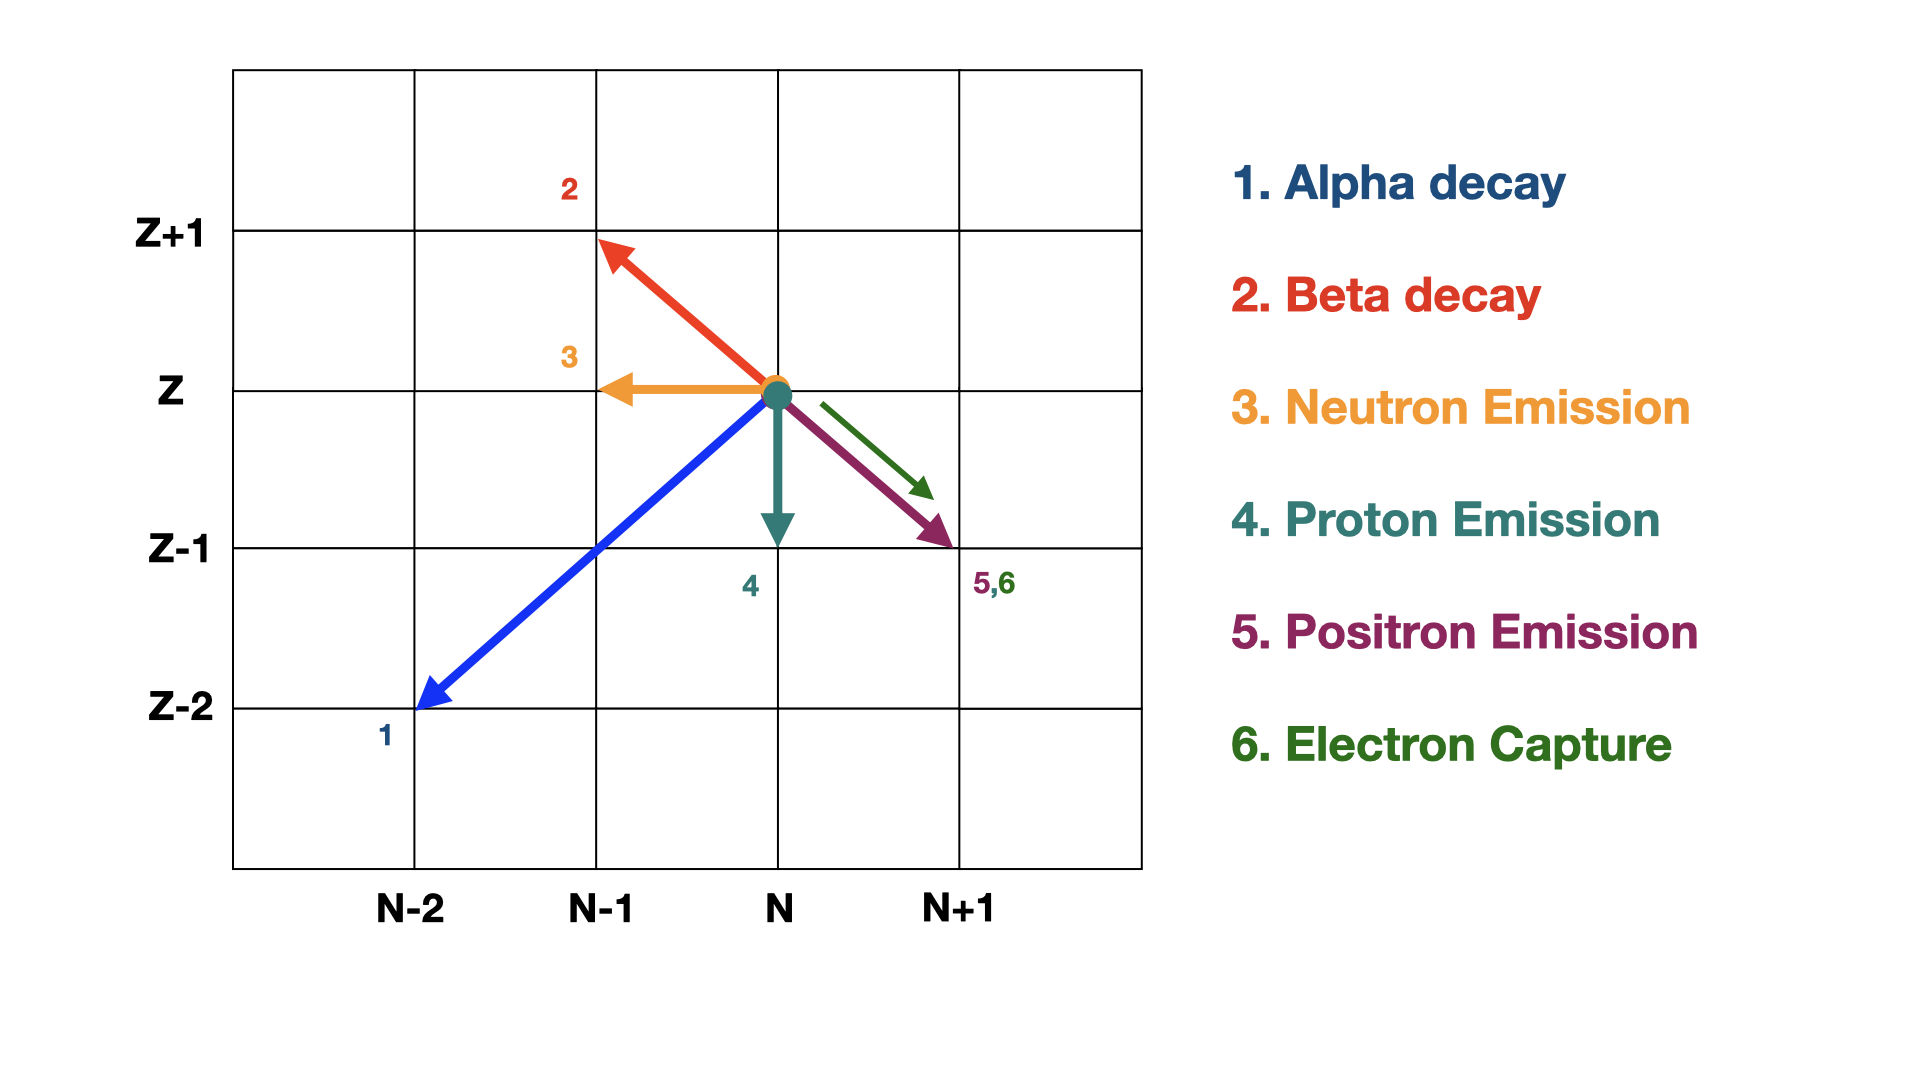 2
Z+1
3
Z
Z-1
4
5,6
Z-2
1
N-2
N-1
N
N+1
1. Alpha decay
2. Beta decay
3. Neutron Emission
4. Proton Emission
5. Positron Emission
6. Electron Capture